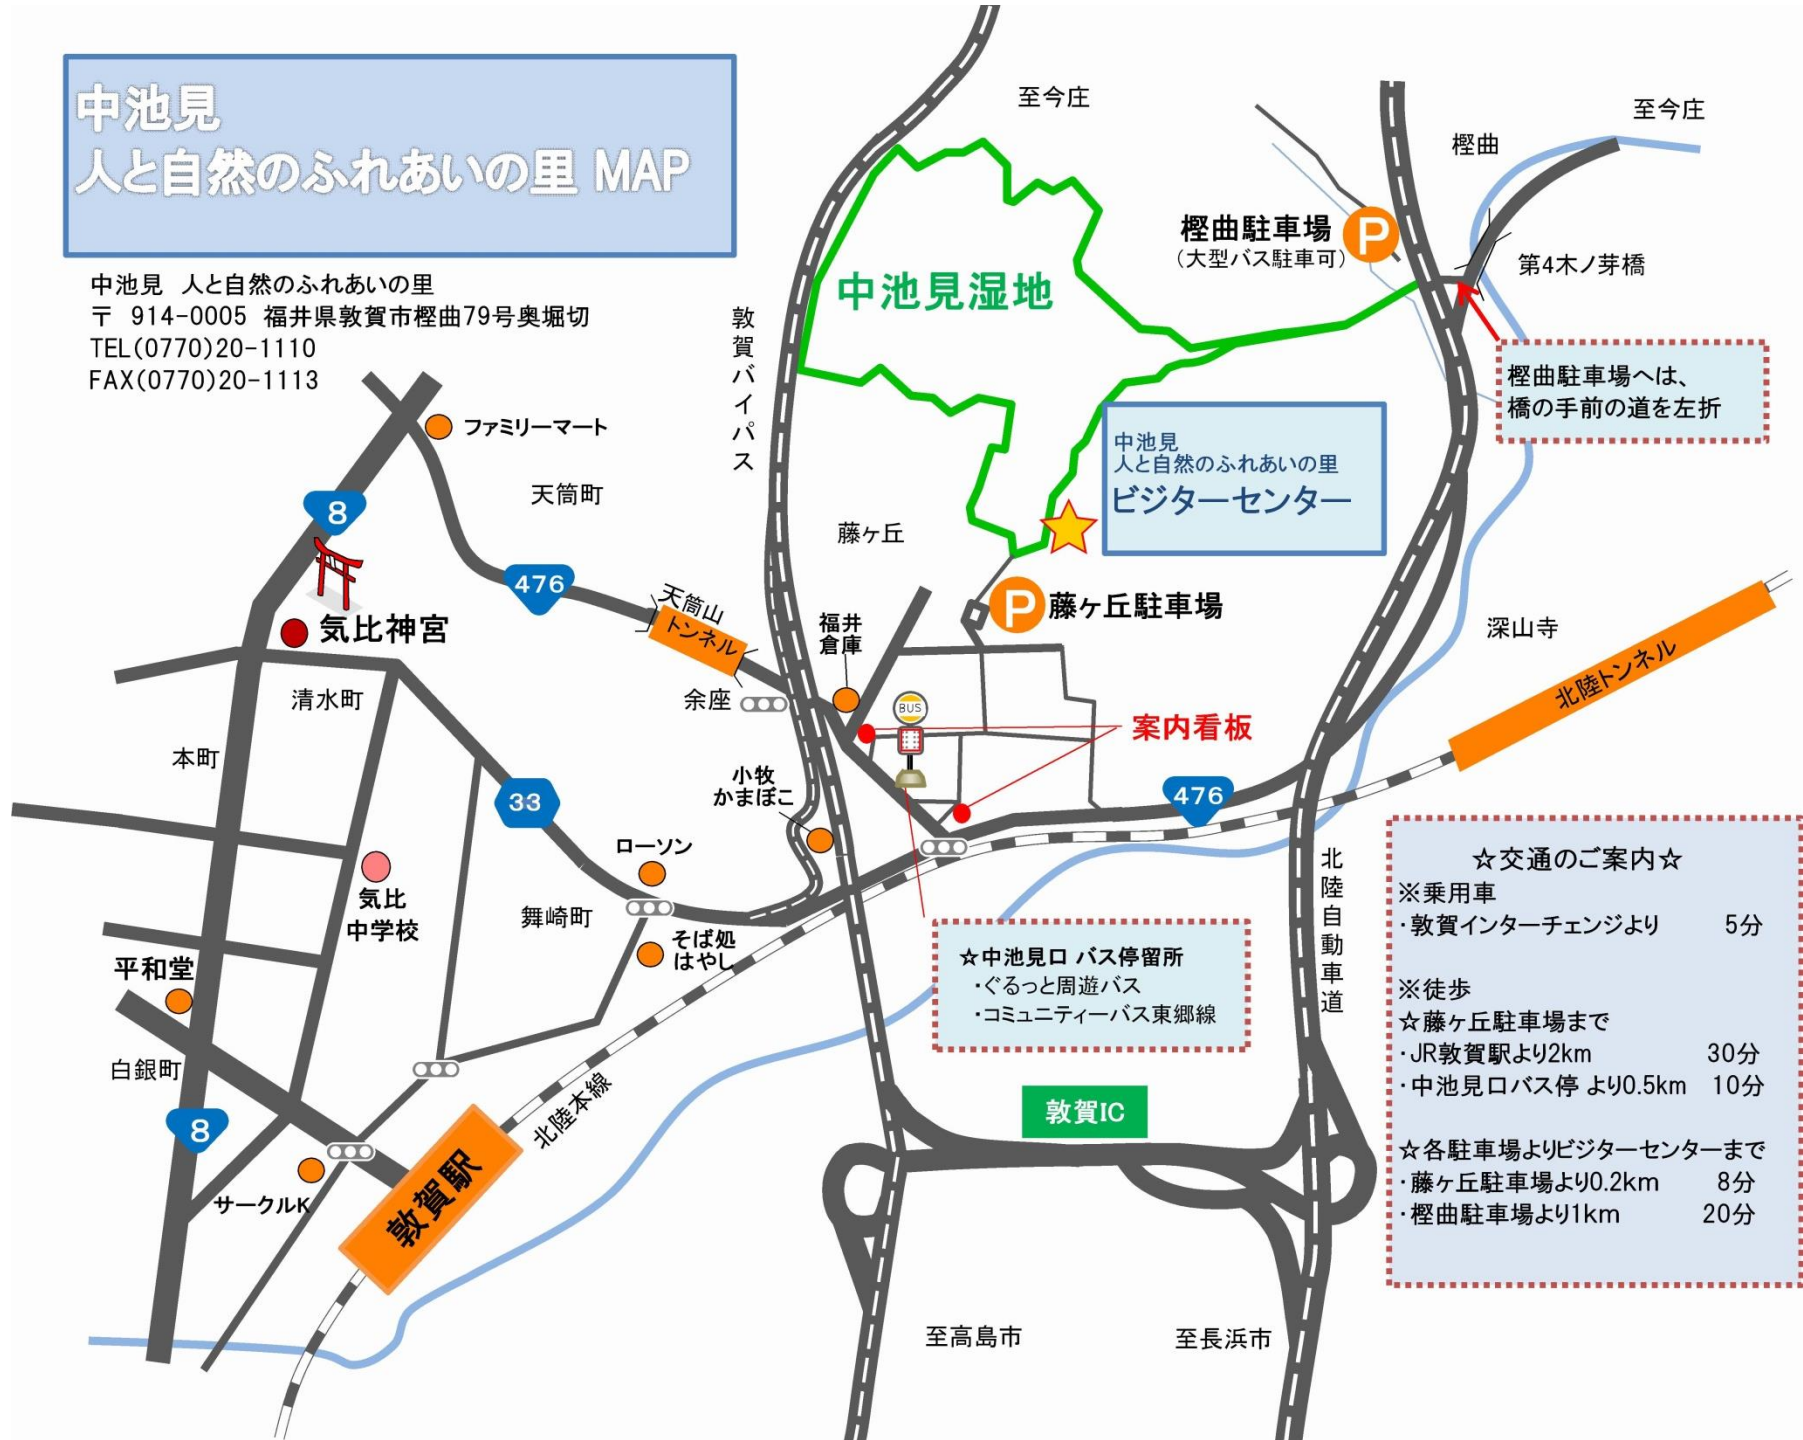 中池見
人と自然のふれあいの里 MAP
中池見 人と自然のふれあいの里
〒 914-0005 福井県敦賀市樫曲79号奥堀切
TEL(0770)20-1110
FAX(0770)20-1113
至今庄
至今庄
樫曲
樫曲駐車場
(大型バス駐車可)
P
第4木ノ芽橋
中池見湿地
敦賀バイパス
樫曲駐車場へは、
橋の手前の道を左折
ファミリーマート
天筒町
8
476
中池見
人と自然のふれあいの里
ビジターセンター
藤ヶ丘
P
藤ヶ丘駐車場
天筒山
トンネル
福井
倉庫
気比神宮
清水町
余座
深山寺
北陸トンネル
BUS
案内看板
本町
33
小牧
かまぼこ
476
ローソン
気比
中学校
舞崎町
そば処
はやし
平和堂
白銀町
8
サークルK
敦賀駅
北陸本線
☆中池見口 バス停留所
・ぐるっと周遊バス
・コミュニティーバス東郷線
北陸自動車道
敦賀IC
至高島市
至長浜市
☆交通のご案内☆
※乗用車
・敦賀インターチェンジより 5分
※徒歩
☆藤ヶ丘駐車場まで
・JR敦賀駅より2km 30分
・中池見口バス停 より0.5km 10分
☆各駐車場よりビジターセンターまで
・藤ヶ丘駐車場より0.2km 8分
・樫曲駐車場より1km 20分